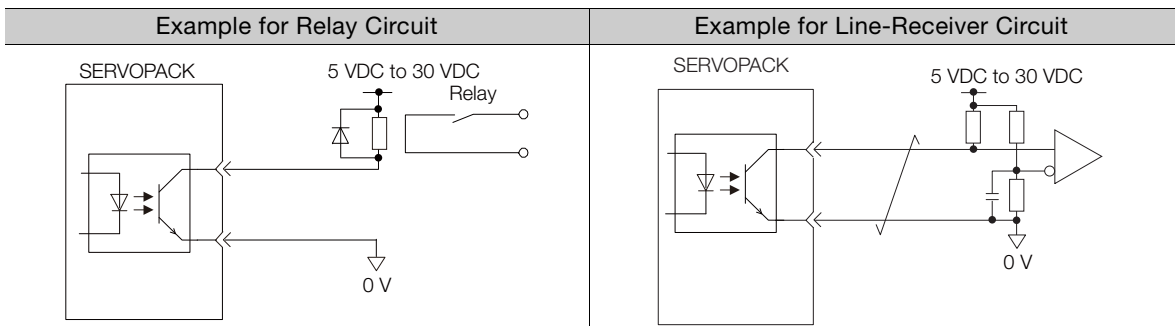 Example for Relay Circuit
Example for Line-Receiver Circuit
SERVOPACK
5 VDC to 30 VDC
Relay
0 V
SERVOPACK
5 VDC to 30 VDC
0 V